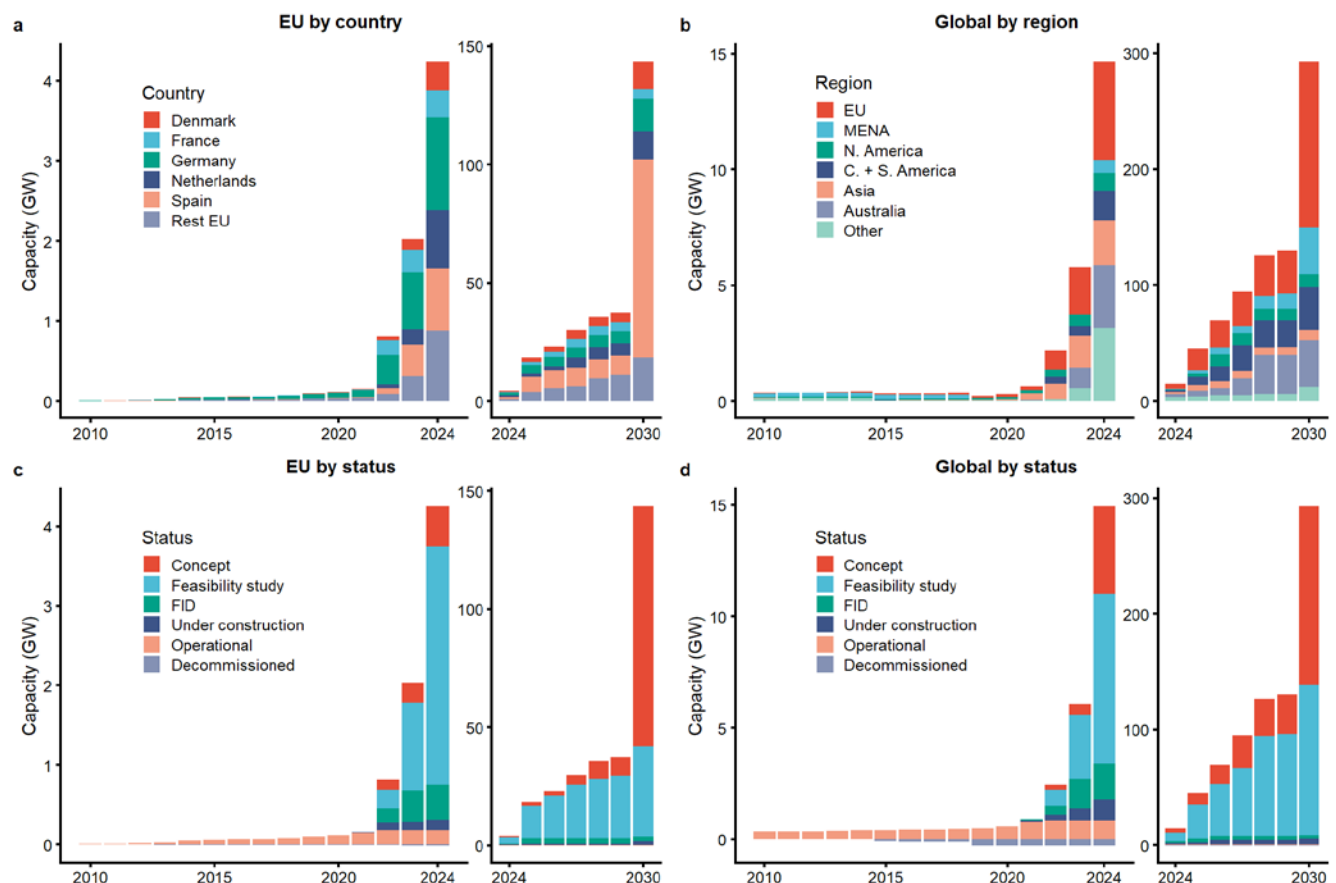 a
EU by country
Capacity (GW)
4
3
2
1
0
Country
Denmark
France
Germany
Netherlands
Spain
Rest EU
2010
2015
2020
2024
150
100
50
0
2024
2030
b
Global by region
Capacity (GW)
15
10
5
0
Region
EU
MENA
N. America
C. + S. America
Asia
Australia
Other
2010
2015
2020
2024
300
200
100
0
2024
2030
c
EU by status
Capacity (GW)
4
3
2
1
0
Status
Concept
Feasibility study
FID
Under construction
Operational
Decommissioned
2010
2015
2020
2024
150
100
50
0
2024
2030
d
Global by status
Capacity (GW)
15
10
5
0
Status
Concept
Feasibility study
FID
Under construction
Operational
Decommissioned
2010
2015
2020
2024
300
200
100
0
2024
2030